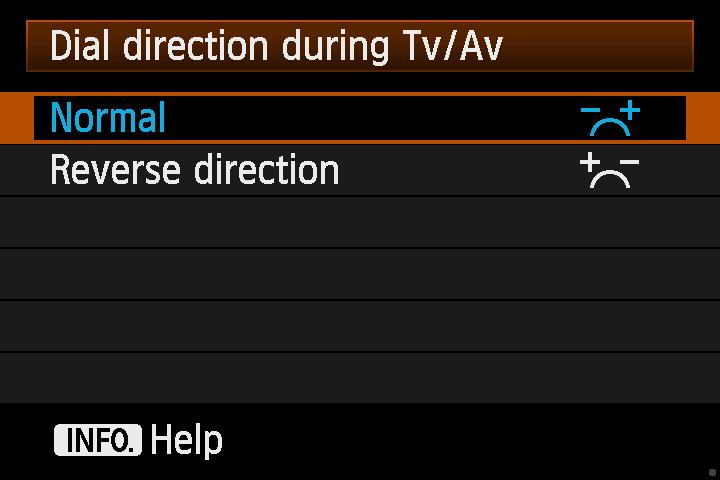 Dial direction during Tv/Av
Normal - +
Reverse direction + -
INFO. Help